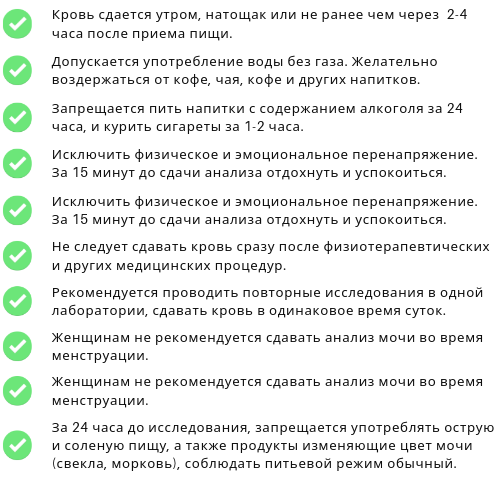 Кровь сдается утром, натощак или не ранее чем через 2-4
часа после приема пищи.
Допускается употребление воды без газа. Желательно
воздержаться от кофе, чая, кофе и других напитков.
Запрещается пить напитки с содержанием алкоголя за 24
часа, и курить сигареты за 1-2 часа.
Исключить физическое и эмоциональное перенапряжение.
За 15 минут до сдачи анализа отдохнуть и успокоиться.
Исключить физическое и эмоциональное перенапряжение.
За 15 минут до сдачи анализа отдохнуть и успокоиться.
Не следует сдавать кровь сразу после физиотерапевтических
и других медицинских процедур.
Рекомендуется проводить повторные исследования в одной
лаборатории, сдавать кровь в одинаковое время суток.
Женщинам не рекомендуется сдавать анализ мочи во время
менструации.
Женщинам не рекомендуется сдавать анализ мочи во время
менструации.
За 24 часа до исследования, запрещается употреблять острую
и соленую пищу, а также продукты изменяющие цвет мочи
(свекла, морковь), соблюдать питьевой режим обычный.